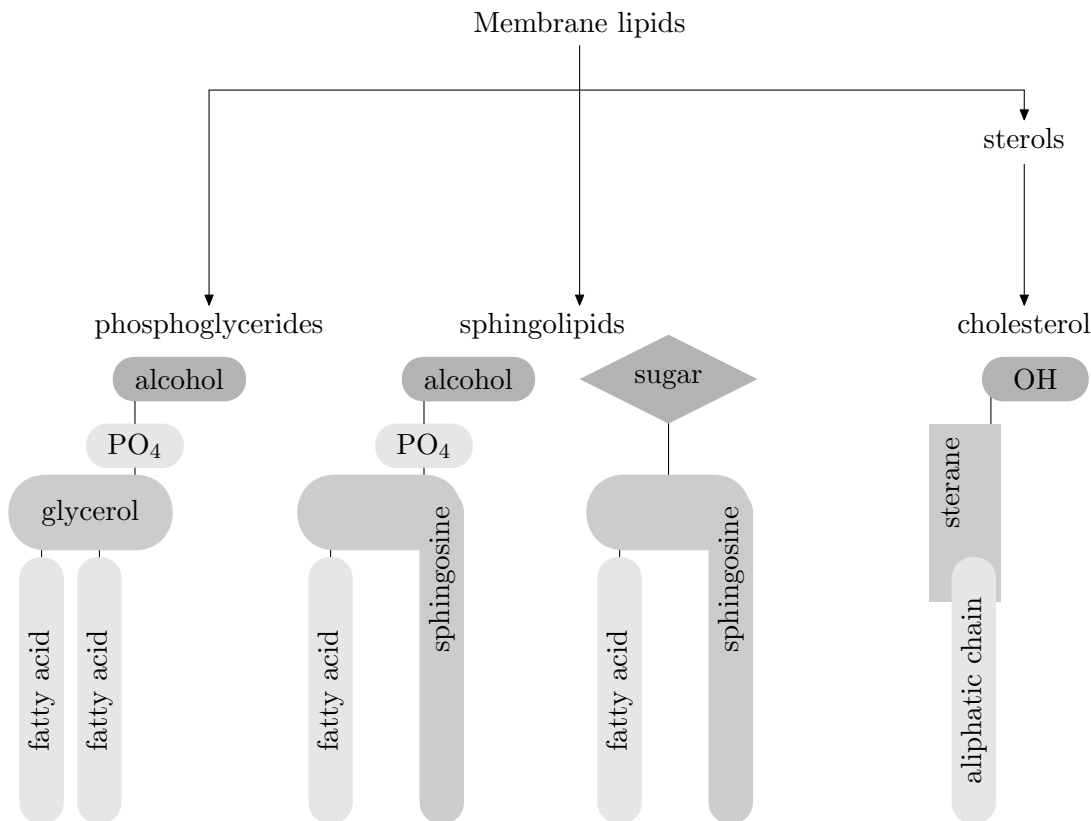 Membrane lipids
sterols
phosphoglycerides
sphingolipids
cholesterol
alcohol
alcohol
sugar
OH
PO4
PO4
glycerol
sterane
sphingosine
sphingosine
fatty acid
fatty acid
fatty acid
fatty acid
aliphatic chain